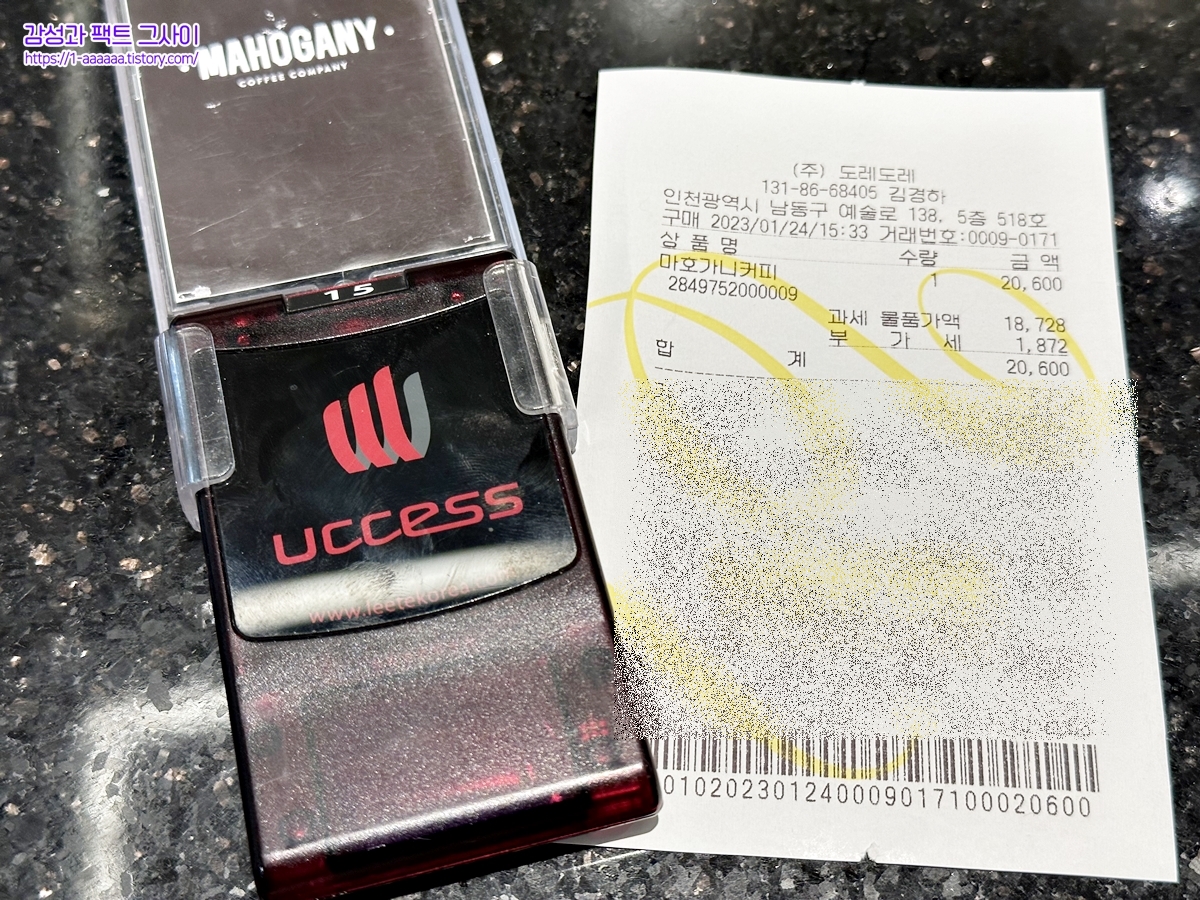 감성과 팩트 그사이
https://1-aaaaaa.tistory.com/
MAHOGANY
COFFEE COMPANY
15
uccess
(주) 도레도레
131-86-68405 김경하
인천광역시 남동구 예술로 138, 5층 518호
구매 2023/01/24/15:33 거래번호:0009-0171
상 품 명 수량 금 액
마호가니커피 1 20,600
2849752000009
과세 물품가액 18,728
부 가 세 1,872
합 계 20,600
010202301240009017100020600